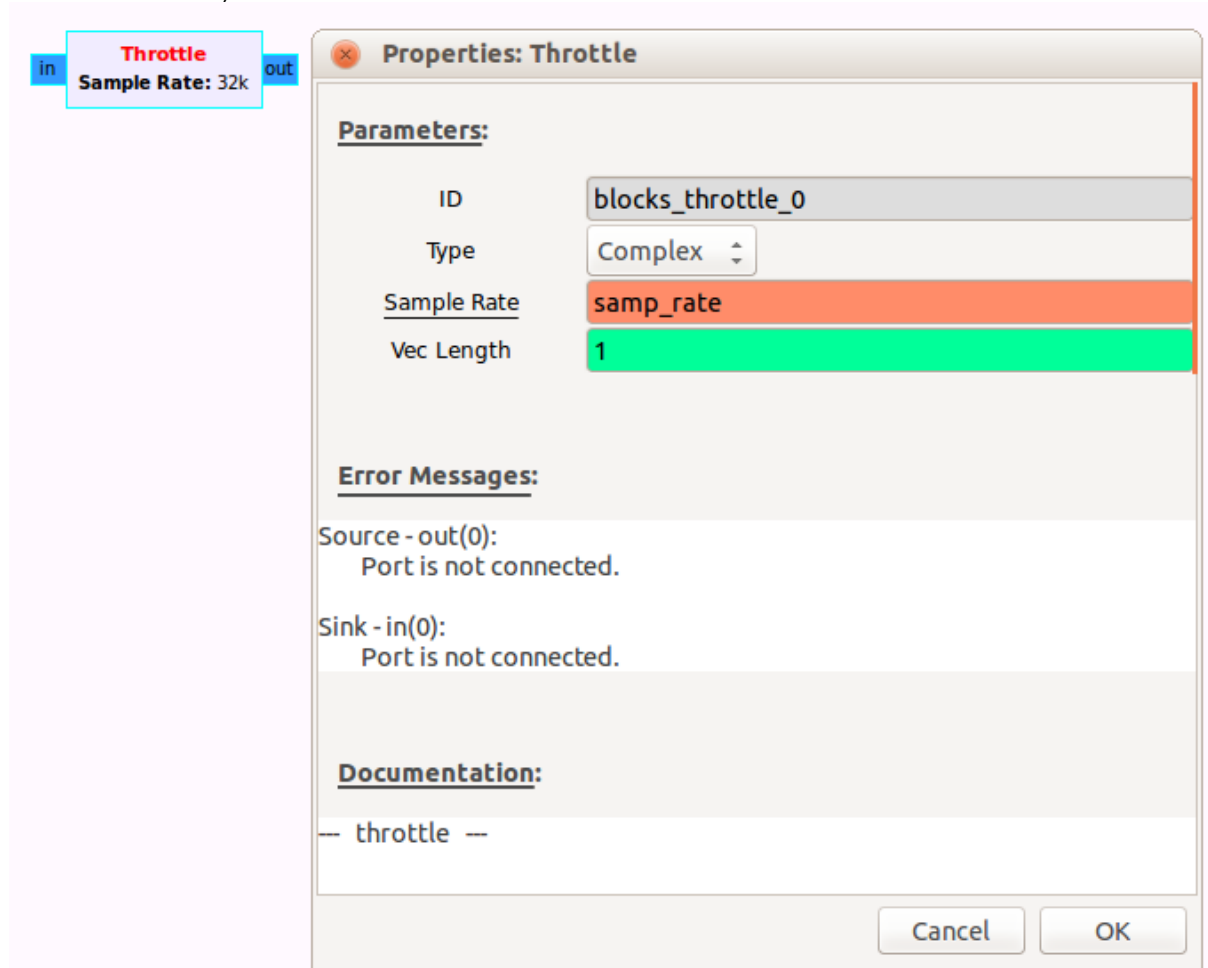 in
Throttle
Sample Rate: 32k
out
Properties: Throttle
Parameters:
ID
blocks_throttle_0
Type
Complex
Sample Rate
samp_rate
Vec Length
1
Error Messages:
Source - out(0):
Port is not connected.
Sink - in(0):
Port is not connected.
Documentation:
--- throttle ---
Cancel
OK